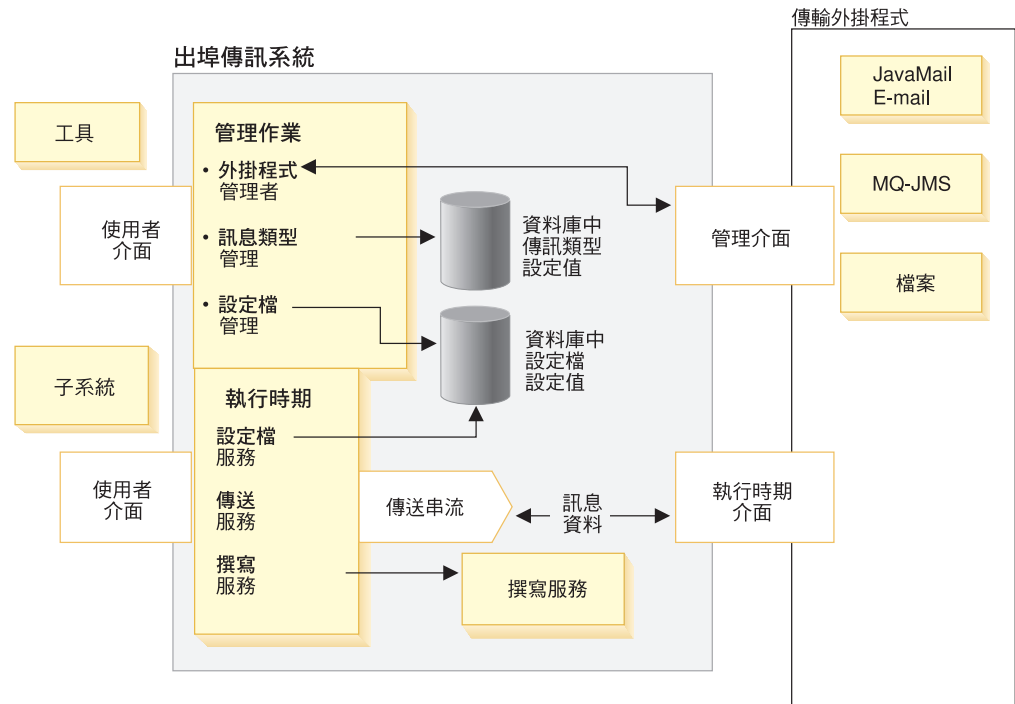 傳輸外掛程式
出埠傳訊系統
JavaMail
E-mail
工具
管理作業
• 外掛程式
管理者
MQ-JMS
使用者
介面
• 訊息類型
管理
資料庫中
傳訊類型
設定值
管理介面
檔案
• 設定檔
管理
資料庫中
設定檔
設定值
子系統
執行時期
設定檔
服務
使用者
介面
傳送
服務
傳送串流
訊息
資料
執行時期
介面
撰寫
服務
撰寫服務